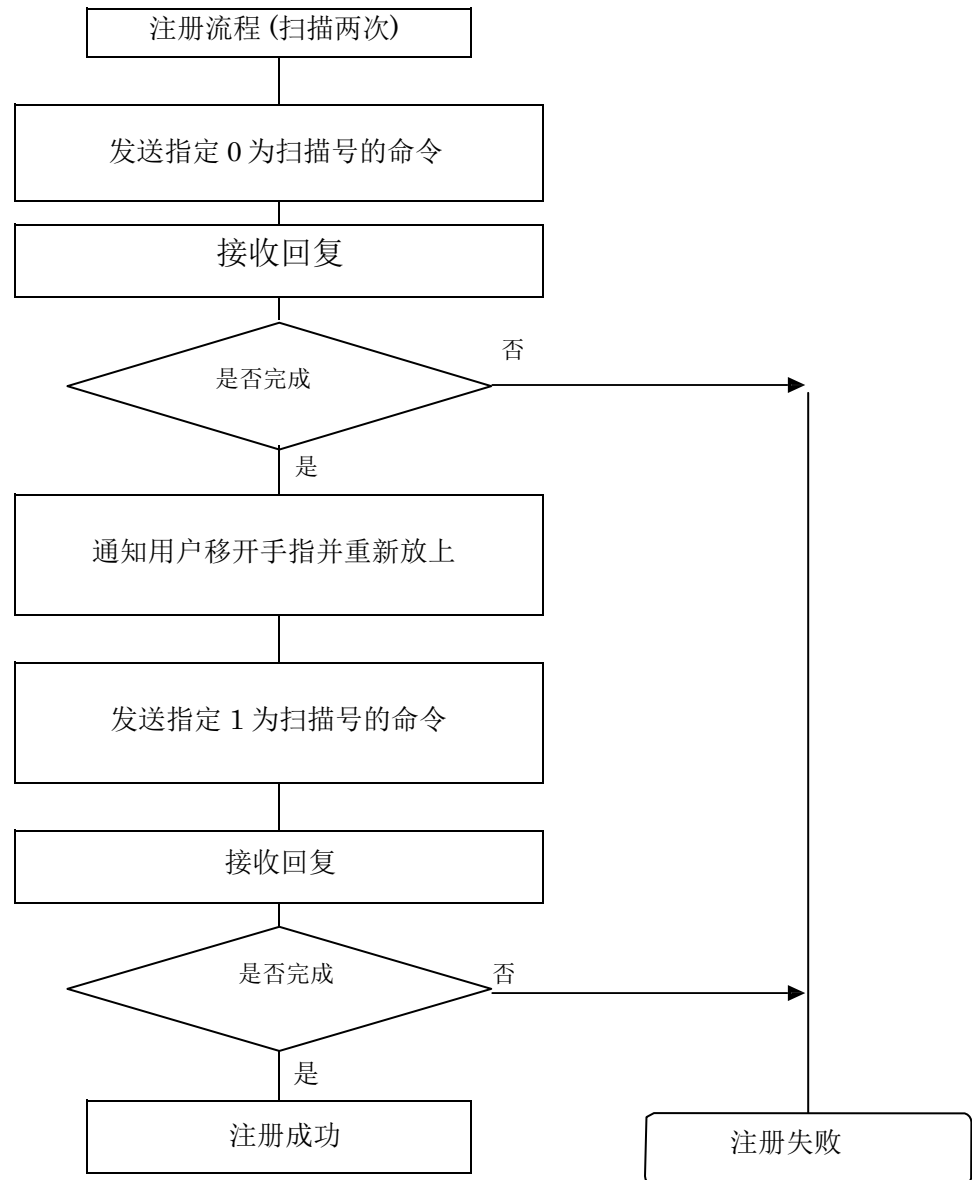 注册流程 (扫描两次)
发送指定 0 为扫描号的命令
接收回复
否
是否完成
是
通知用户移开手指并重新放上
发送指定 1 为扫描号的命令
接收回复
是否完成
否
是
注册成功
注册失败